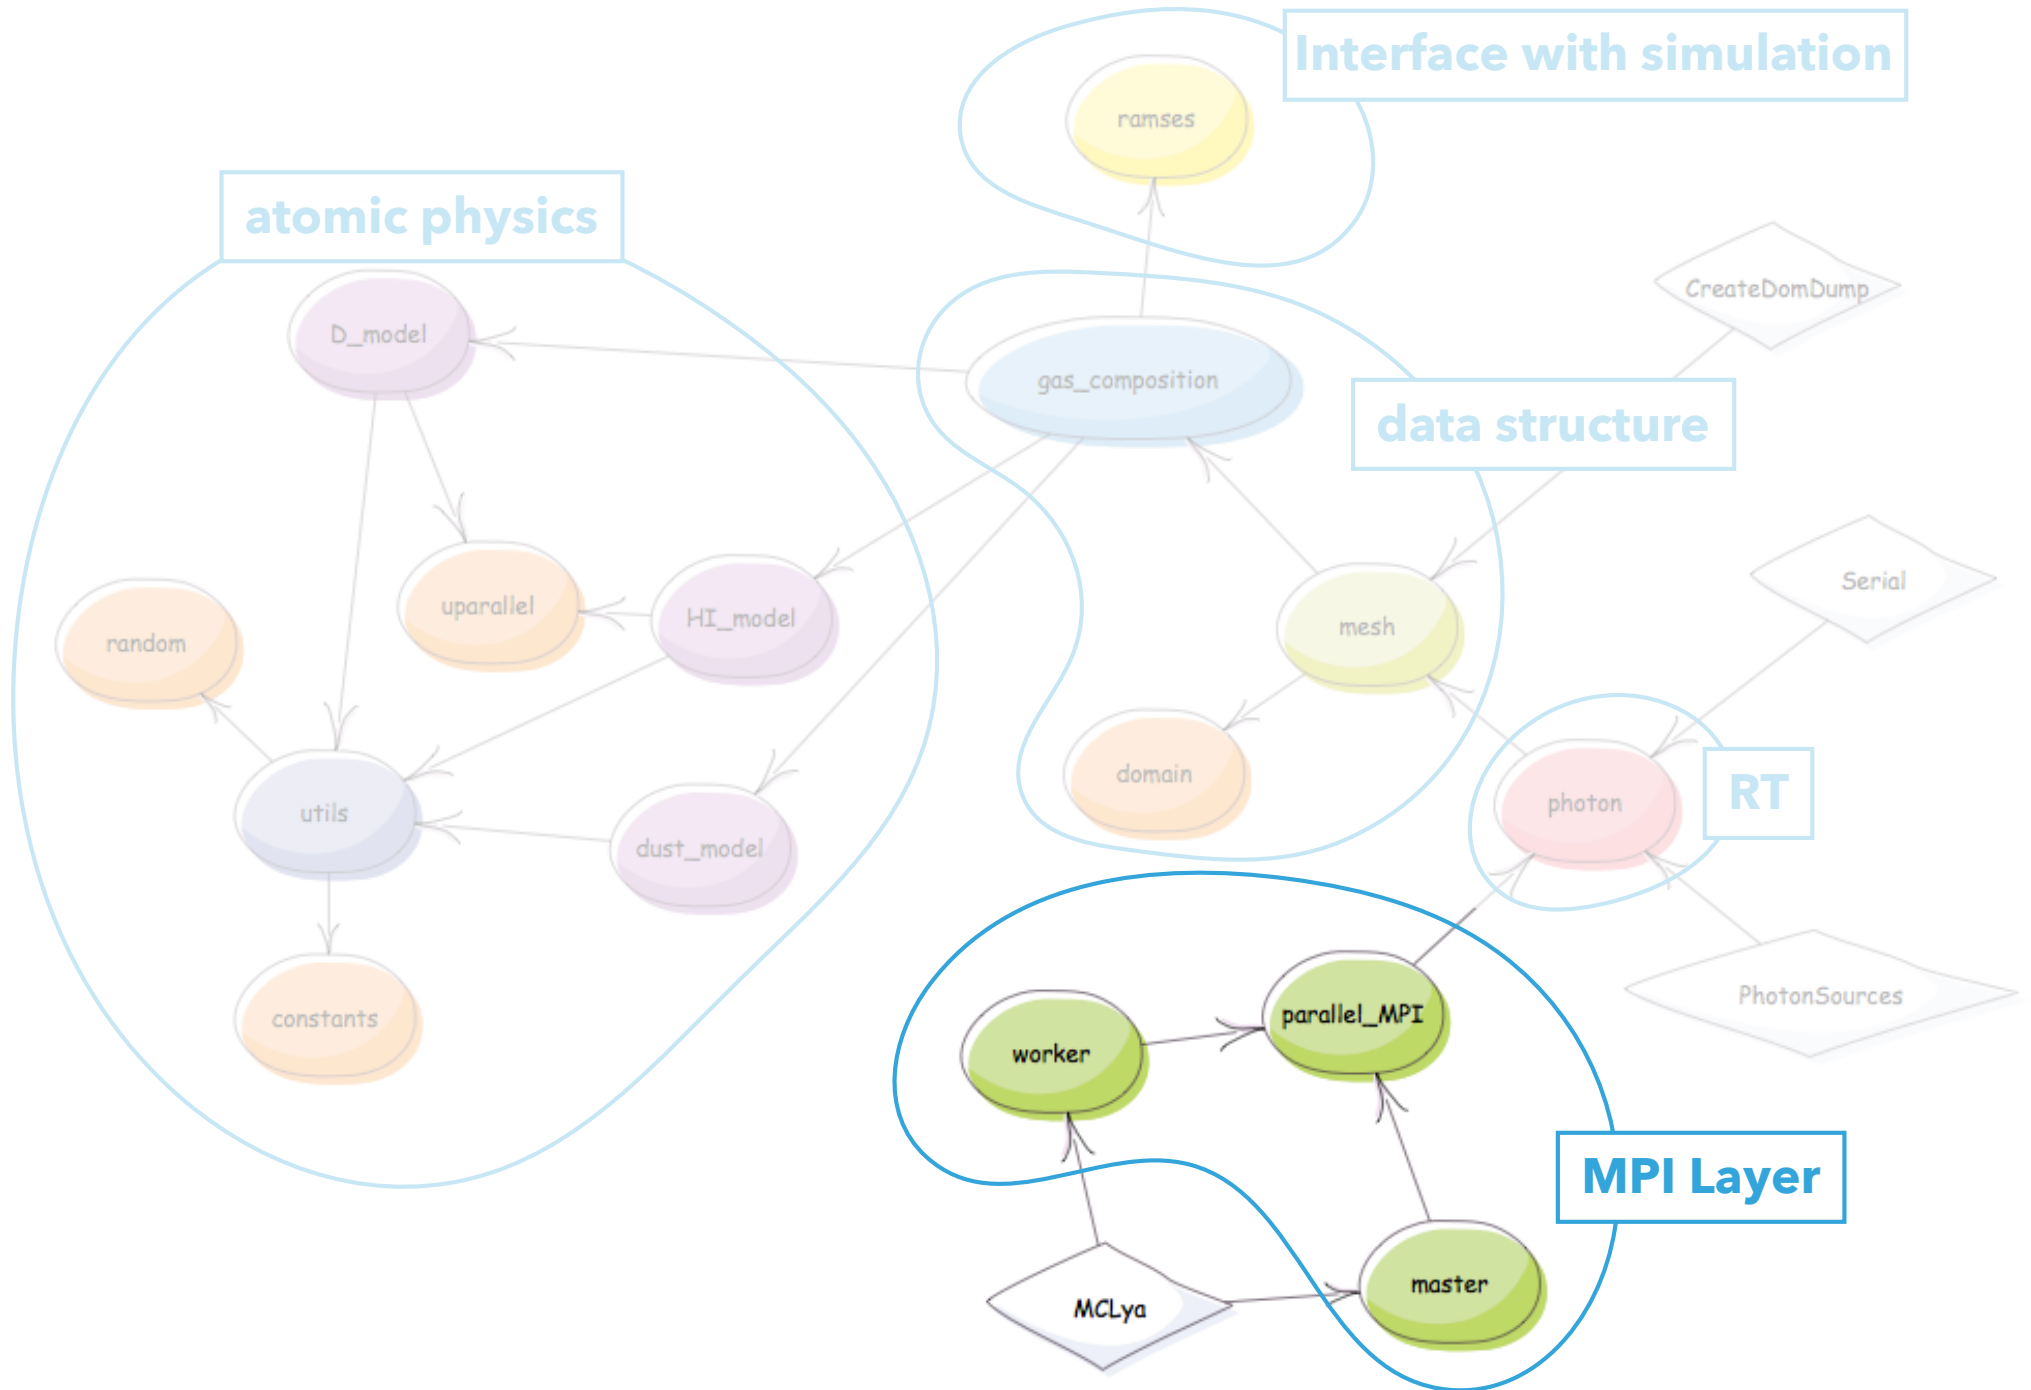 Interface with simulation
ramses
atomic physics
CreateDomDump
D_model
gas_composition
data structure
Serial
uparallel
HI_model
mesh
random
domain
RT
photon
utils
dust_model
PhotonSources
parallel_MPI
constants
worker
MPI Layer
master
MCLya